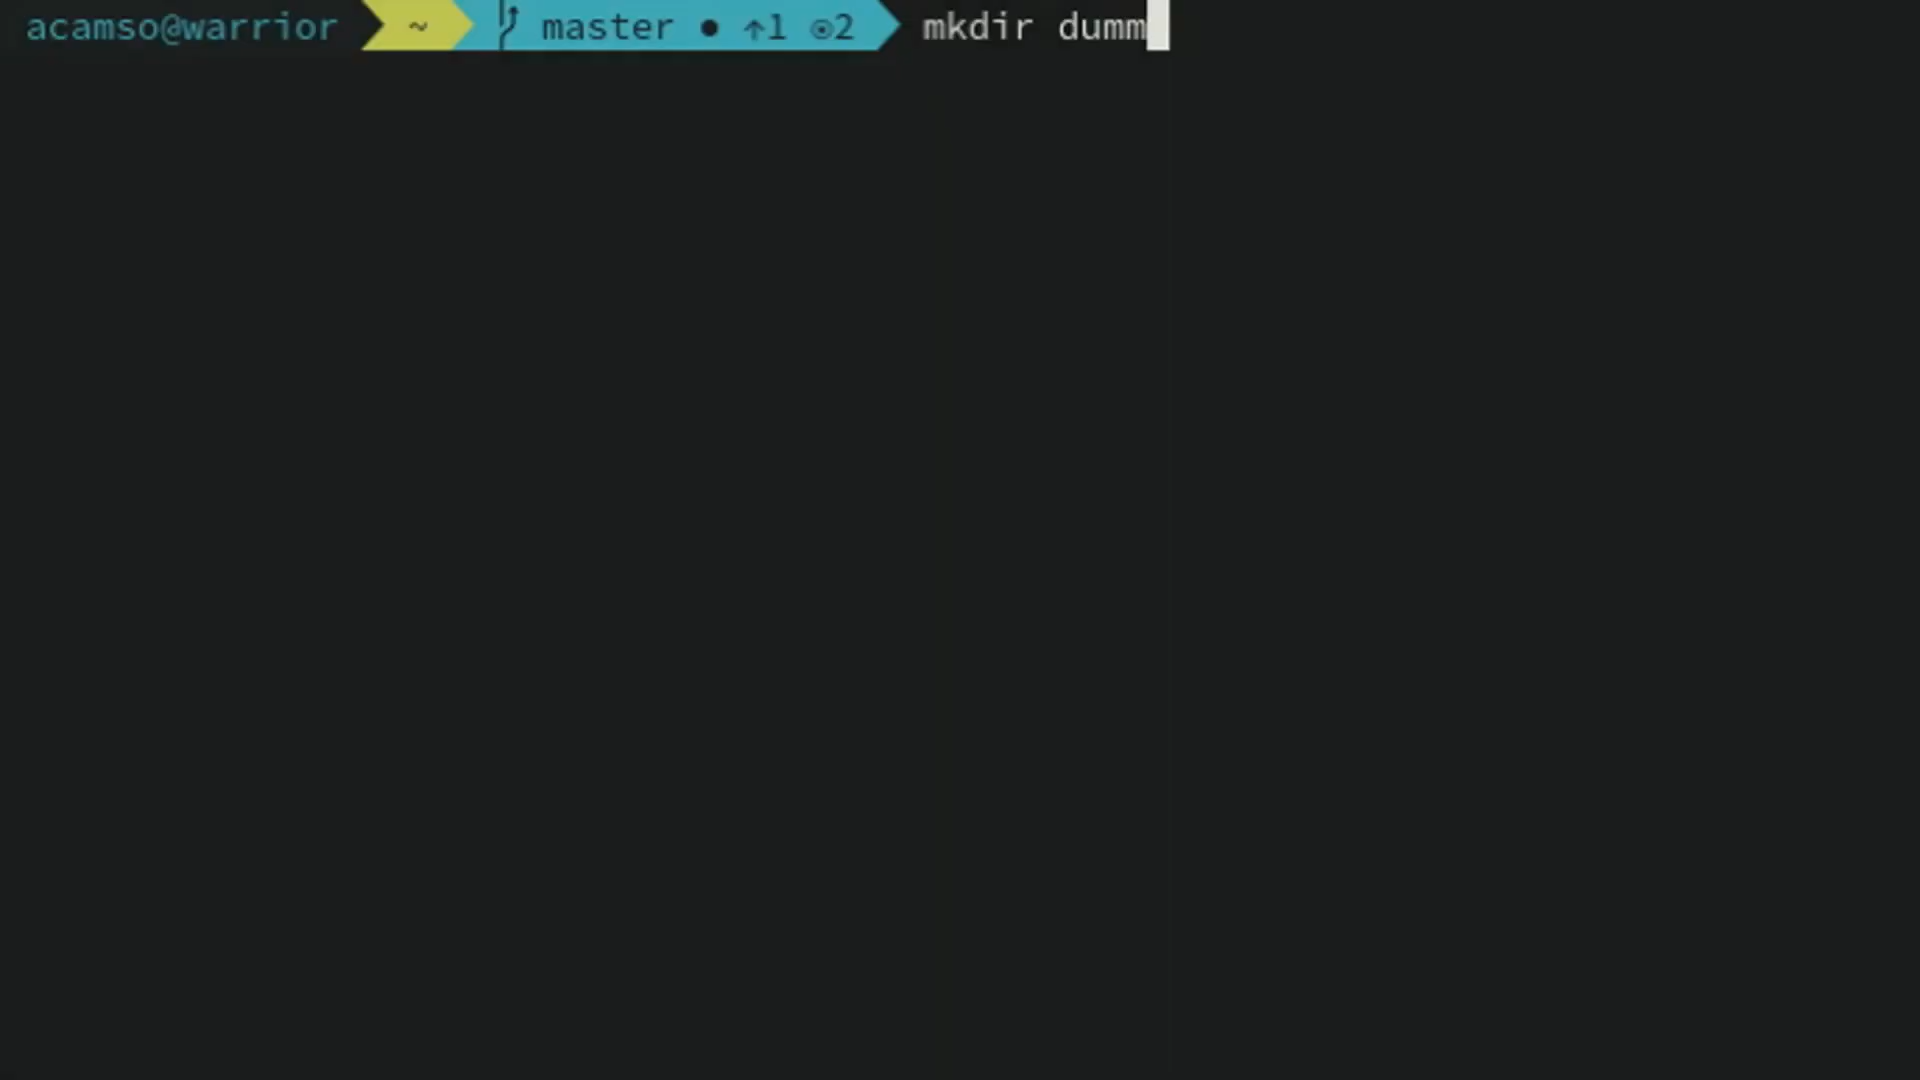 acamso@warrior ~ master ● ↑1 ⊙2 mkdir dumm